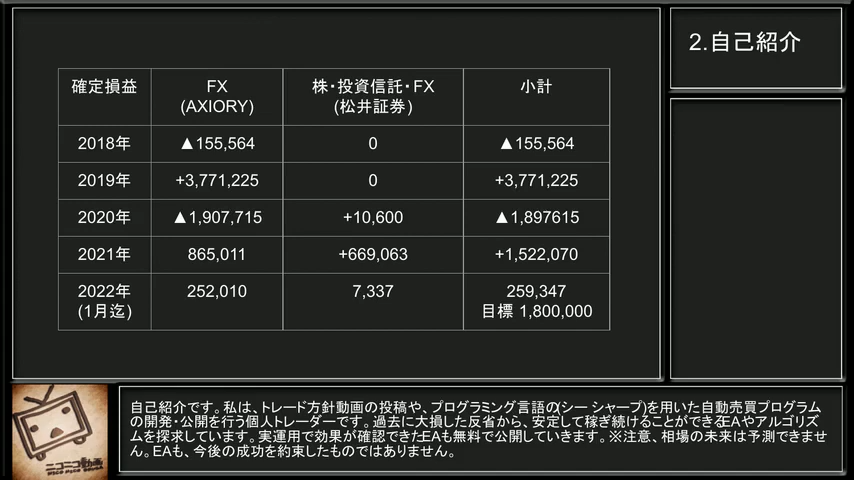 2.自己紹介
確定損益 FX (AXIORY) 株・投資信託・FX (松井証券) 小計
2018年 ▲155,564 0 ▲155,564
2019年 +3,771,225 0 +3,771,225
2020年 ▲1,907,715 +10,600 ▲1,897615
2021年 865,011 +669,063 +1,522,070
2022年 (1月迄) 252,010 7,337 259,347 目標 1,800,000
自己紹介です。私は、トレード方針動画の投稿や、プログラミング言語の(シー シャープ)を用いた自動売買プログラム
の開発・公開を行う個人トレーダーです。過去に大損した反省から、安定して稼ぎ続けることができるEAやアルゴリズ
ムを探求しています。実運用で効果が確認できたEAも無料で公開していきます。※注意、相場の未来は予測できませ
ん。EAも、今後の成功を約束したものではありません。
ニコニコ動画